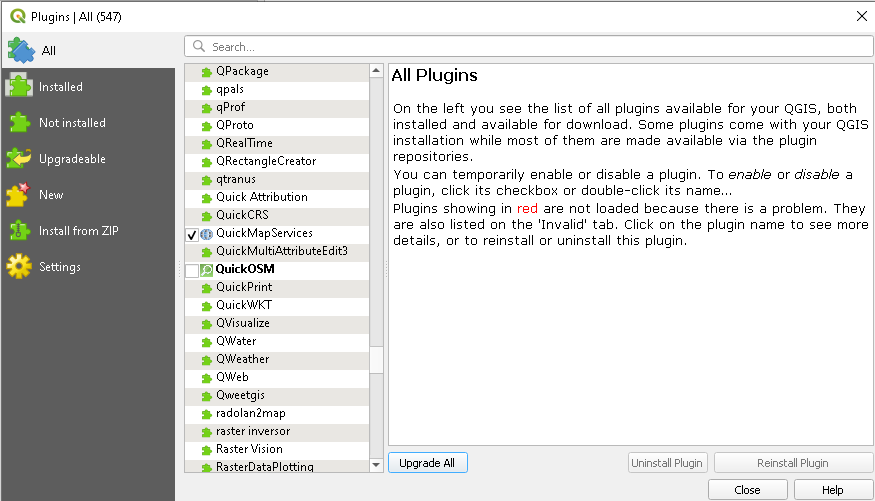 Plugins | All (547)
All
Installed
Not installed
Upgradeable
New
Install from ZIP
Settings
Search...
QPackage
qpals
qProf
QProto
QRealTime
QRectangleCreator
qtranus
Quick Attribution
QuickCRS
QuickMapServices
QuickMultiAttributeEdit3
QuickOSM
QuickPrint
QuickWKT
QVisualize
QWater
QWeather
QWeb
Qweetgis
radolan2map
raster inversor
Raster Vision
RasterDataPlotting
All Plugins
On the left you see the list of all plugins available for your QGIS, both
installed and available for download. Some plugins come with your QGIS
installation while most of them are made available via the plugin
repositories.
You can temporarily enable or disable a plugin. To enable or disable a
plugin, click its checkbox or double-click its name...
Plugins showing in red are not loaded because there is a problem. They
are also listed on the 'Invalid' tab. Click on the plugin name to see more
details, or to reinstall or uninstall this plugin.
Upgrade All
Uninstall Plugin
Reinstall Plugin
Close
Help